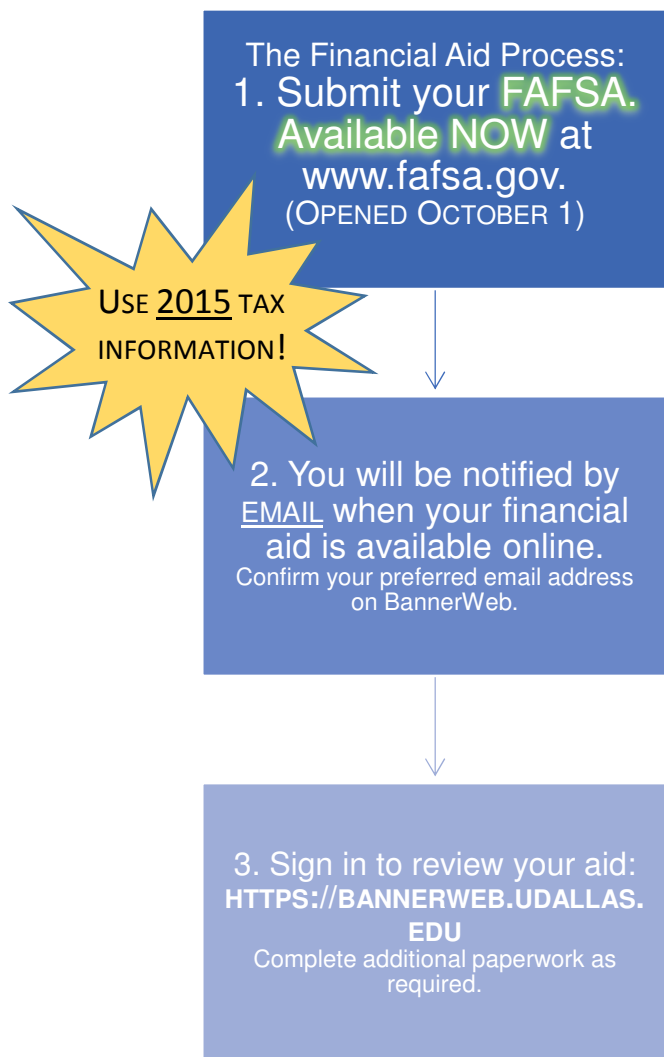 The Financial Aid Process:
1. Submit your FAFSA.
Available NOW at
www.fafsa.gov.
(OPENED OCTOBER 1)
USE 2015 TAX
INFORMATION!
2. You will be notified by
EMAIL when your financial
aid is available online.
Confirm your preferred email address
on BannerWeb.
3. Sign in to review your aid:
HTTPS://BANNERWEB.UDALLAS.
EDU
Complete additional paperwork as
required.